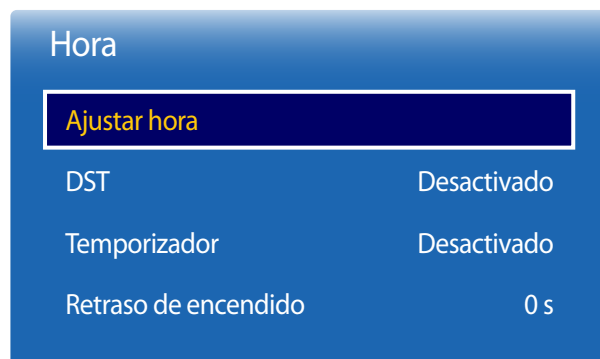 Hora
Ajustar hora
DST Desactivado
Temporizador Desactivado
Retraso de encendido 0 s